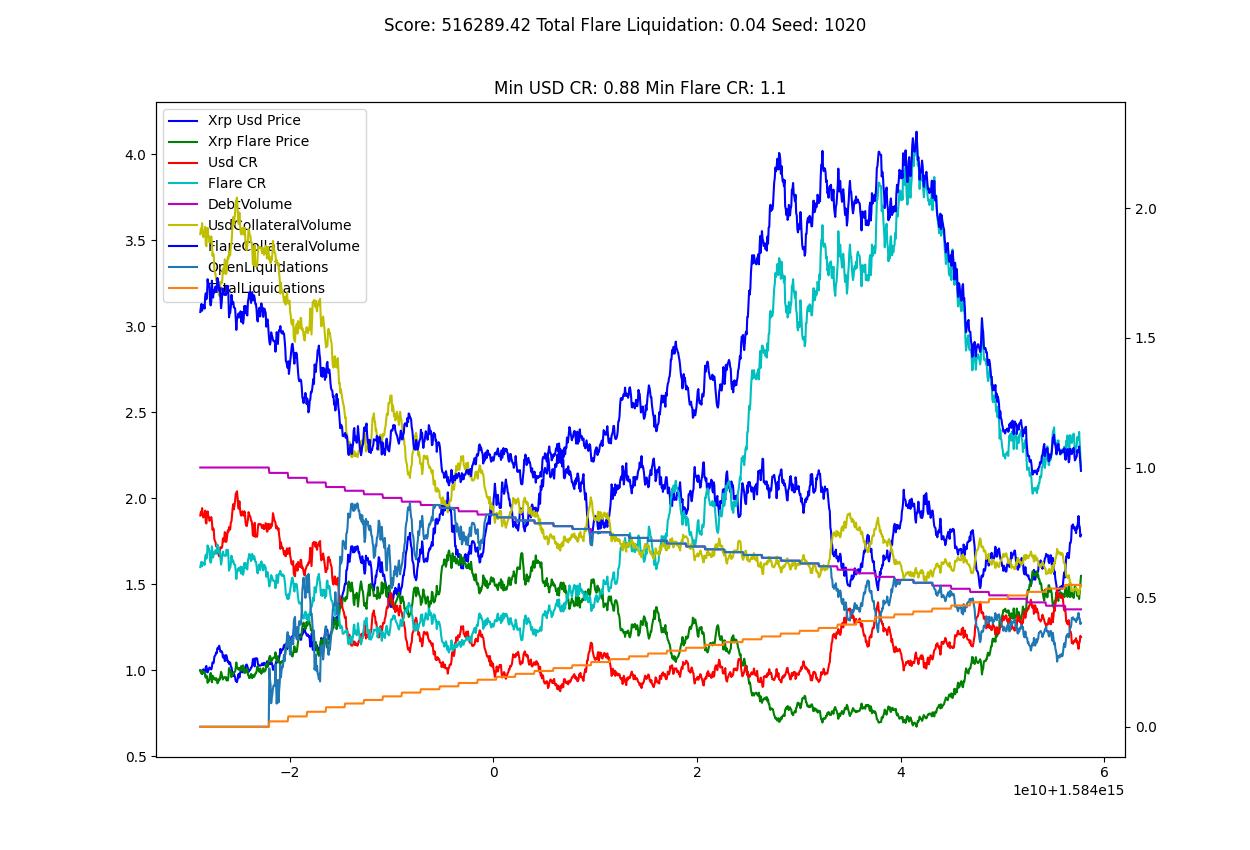 Score: 516289.42 Total Flare Liquidation: 0.04 Seed: 1020
Min USD CR: 0.88 Min Flare CR: 1.1
Xrp Usd Price
Xrp Flare Price
Usd CR
Flare CR
DebtVolume
UsdCollateralVolume
FlareCollateralVolume
OpenLiquidations
TotalLiquidations
4.0
3.5
3.0
2.5
2.0
1.5
1.0
0.5
2.0
1.5
1.0
0.5
0.0
−2
0
2
4
6
1e10+1.584e15